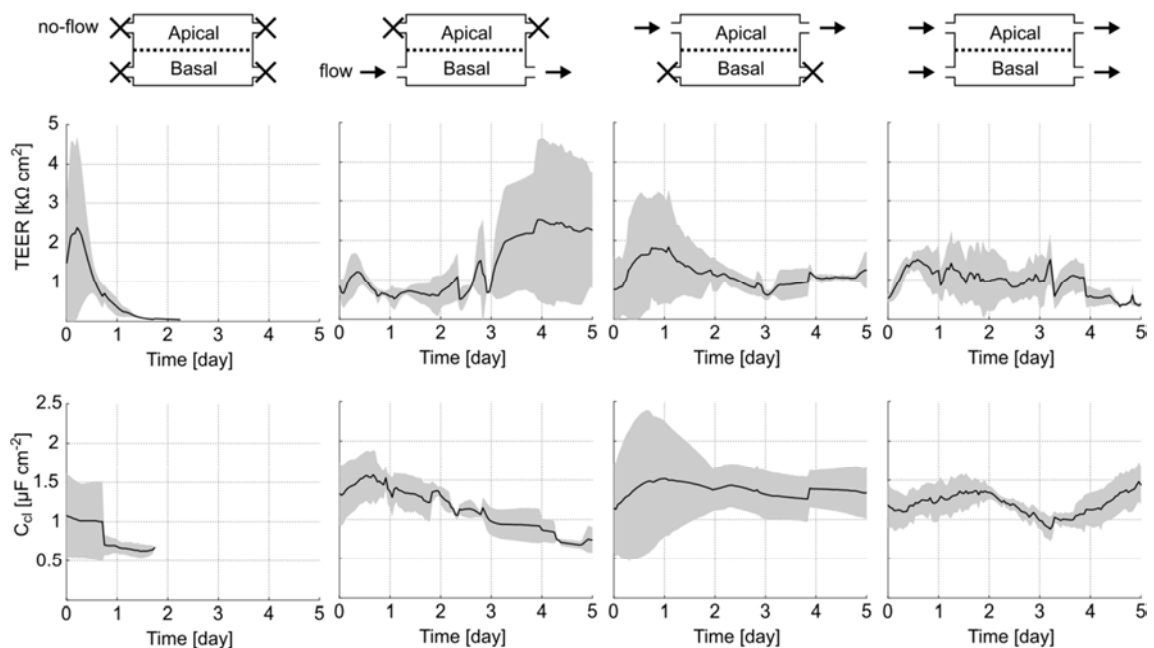 no-flow
Apical
Basal
Apical
flow
Basal
Apical
Basal
Apical
Basal
TEER [kΩ cm²]
5
4
3
2
1
0 1 2 3 4 5
Time [day]
0 1 2 3 4 5
Time [day]
0 1 2 3 4 5
Time [day]
0 1 2 3 4 5
Time [day]
Ccl [µF cm⁻²]
2.5
2
1.5
1
0.5
0 1 2 3 4 5
Time [day]
0 1 2 3 4 5
Time [day]
0 1 2 3 4 5
Time [day]
0 1 2 3 4 5
Time [day]